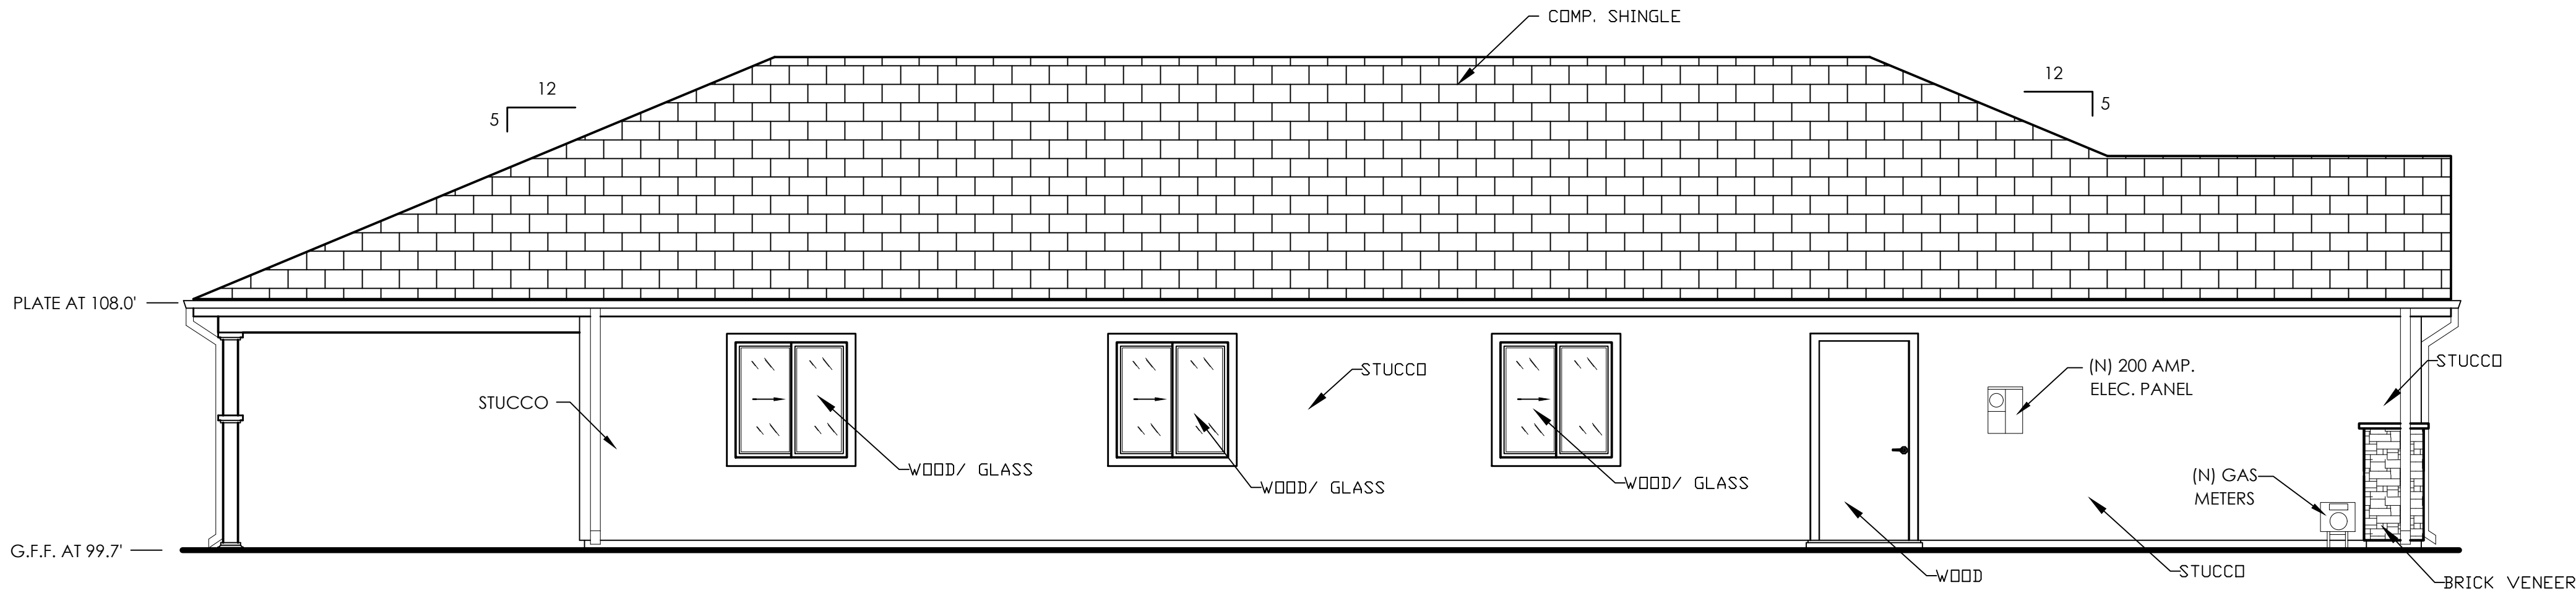 COMP. SHINGLE
12
5
12
5
PLATE AT 108.0'
STUCCO
WOOD/ GLASS
WOOD/ GLASS
STUCCO
WOOD/ GLASS
(N) 200 AMP.
ELEC. PANEL
STUCCO
(N) GAS
METERS
G.F.F. AT 99.7'
WOOD
STUCCO
BRICK VENEER